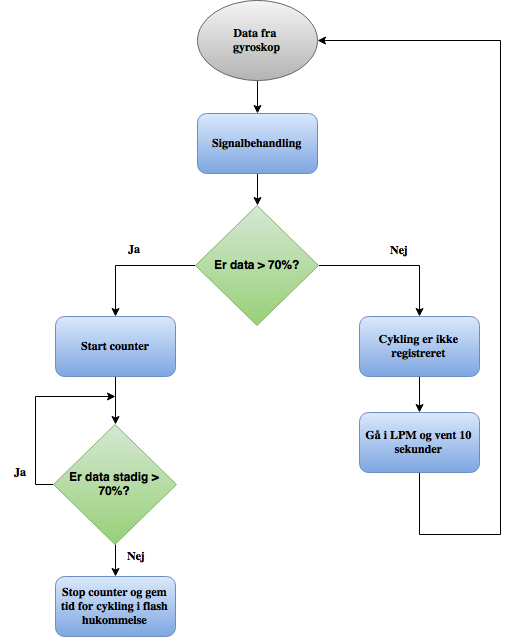 Data fra
gyroskop
Signalbehandling
Er data > 70%?
Ja
Nej
Start counter
Cykling er ikke
registreret
Gå i LPM og vent 10
sekunder
Er data stadig >
70%?
Ja
Nej
Stop counter og gem
tid for cykling i flash
hukommelse